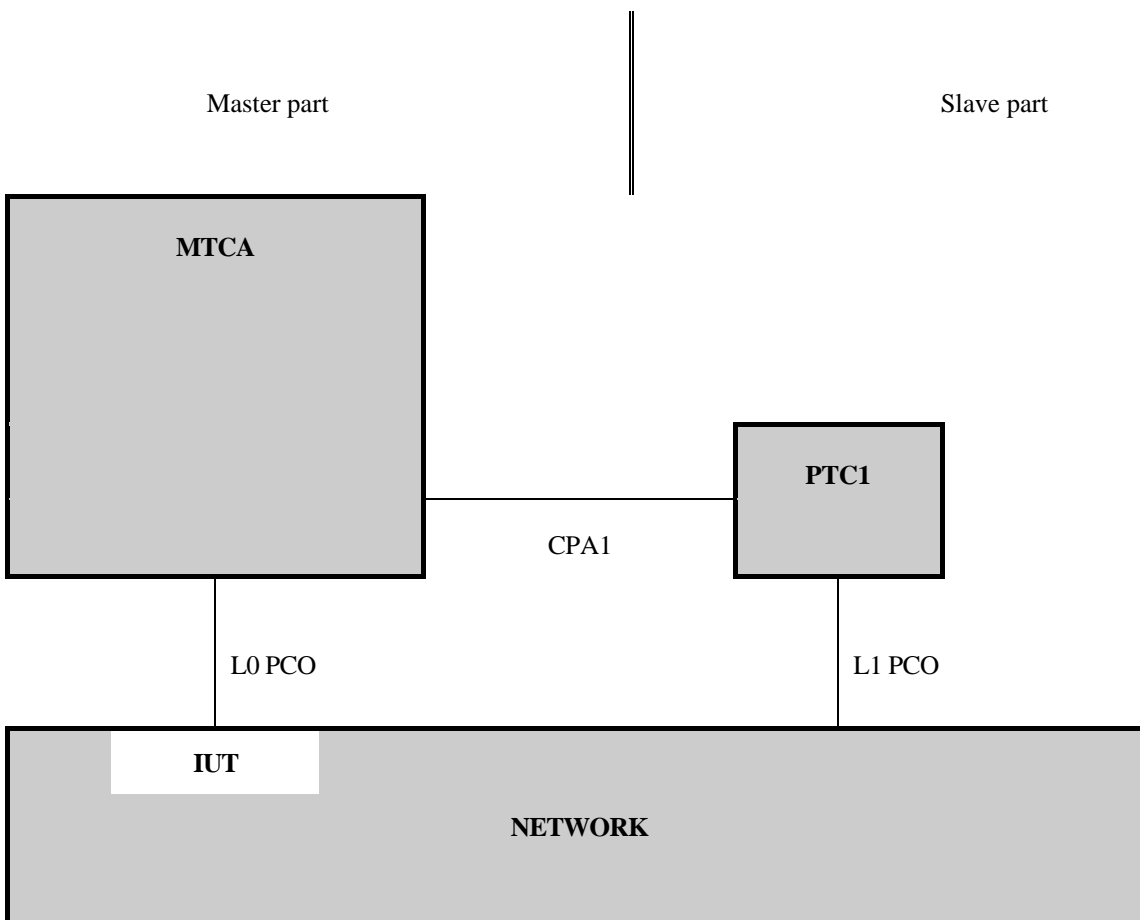 Master part
Slave part
MTCA
PTC1
CPA1
L0 PCO
L1 PCO
IUT
NETWORK